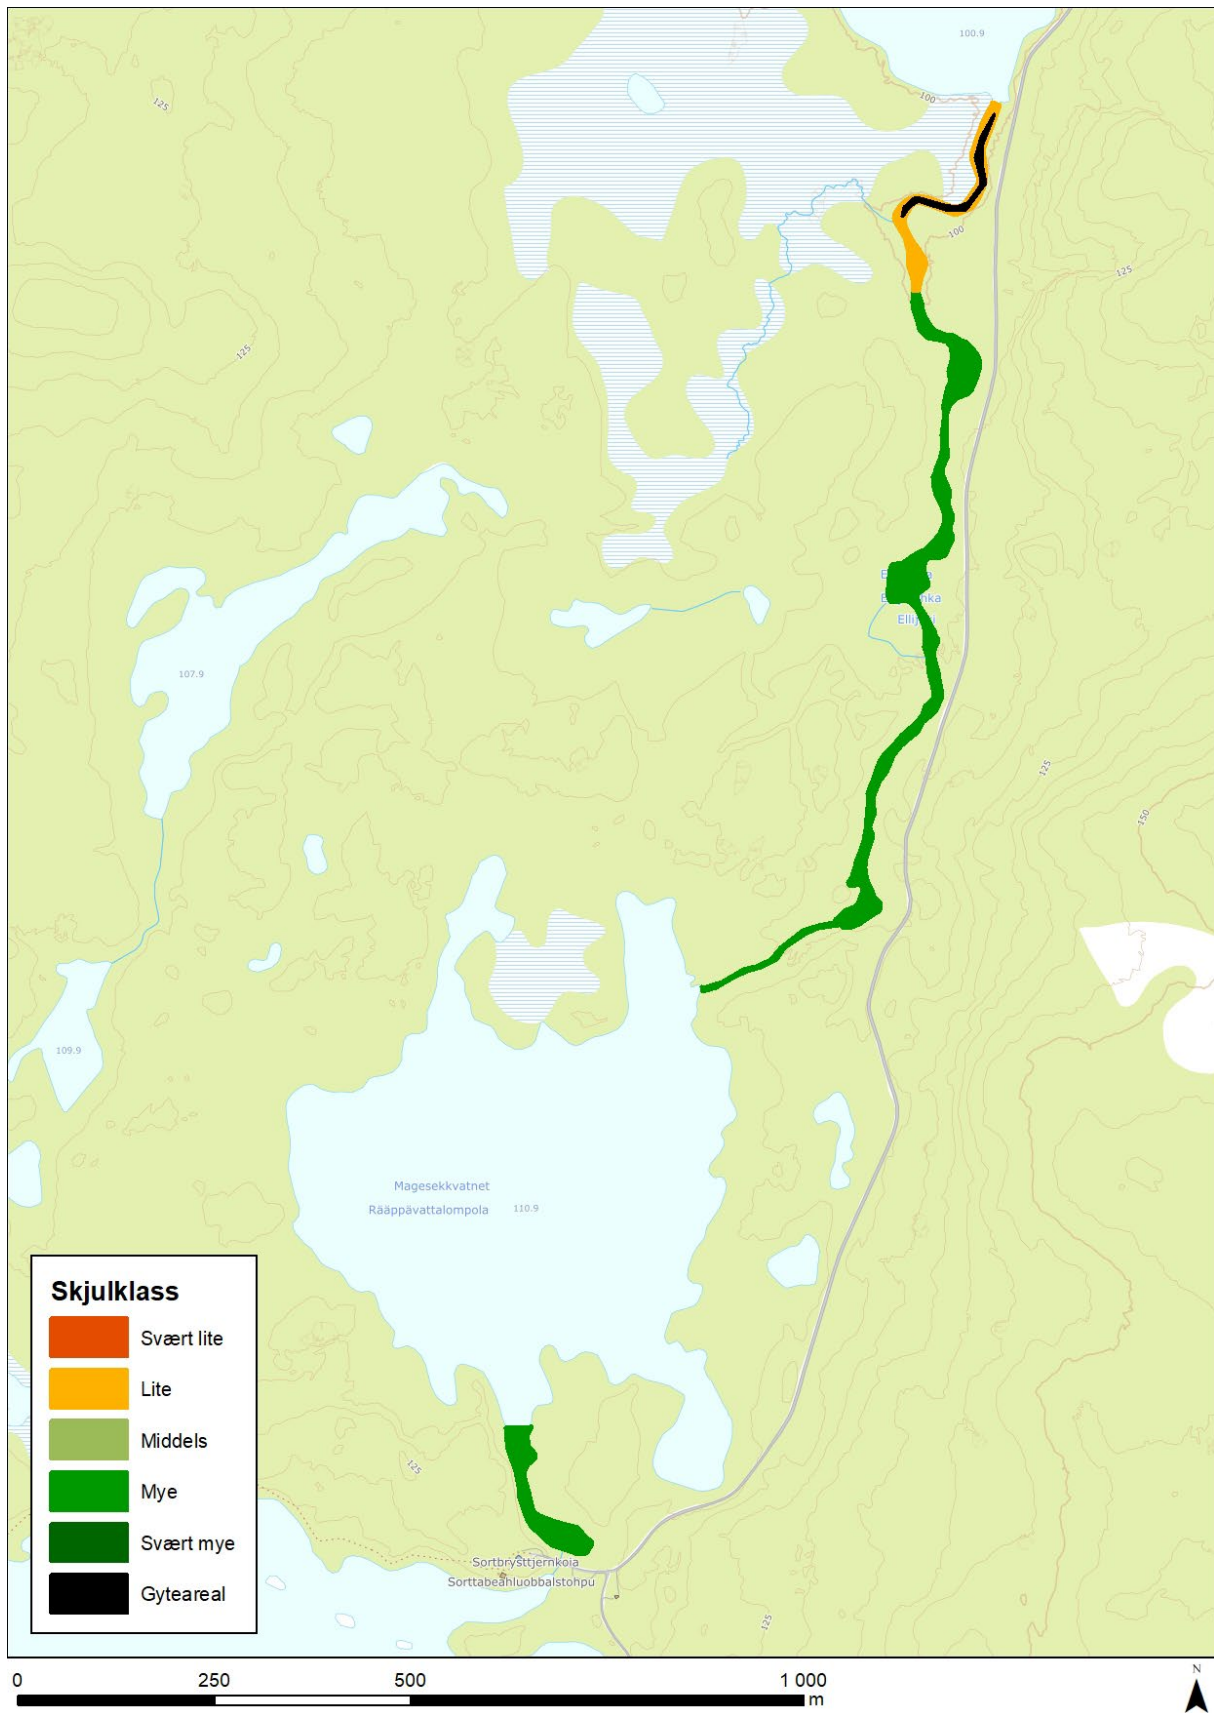 100.9
125
100
100
125
125
nka
107.9
125
150
109.9
Magesekkvatnet
Rääppävattalompola 110.9
125
Sortbrysttjernkoia
Sorttabeahluobbalstohpu
125
Skjulklass
Svært lite
Lite
Middels
Mye
Svært mye
Gyteareal
0 250 500 1 000
m
N